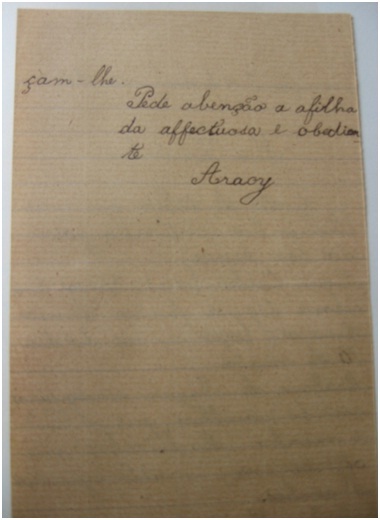 çam-lhe.
Pede abenção a afilha
da affectuosa e obedien
te
Aracy